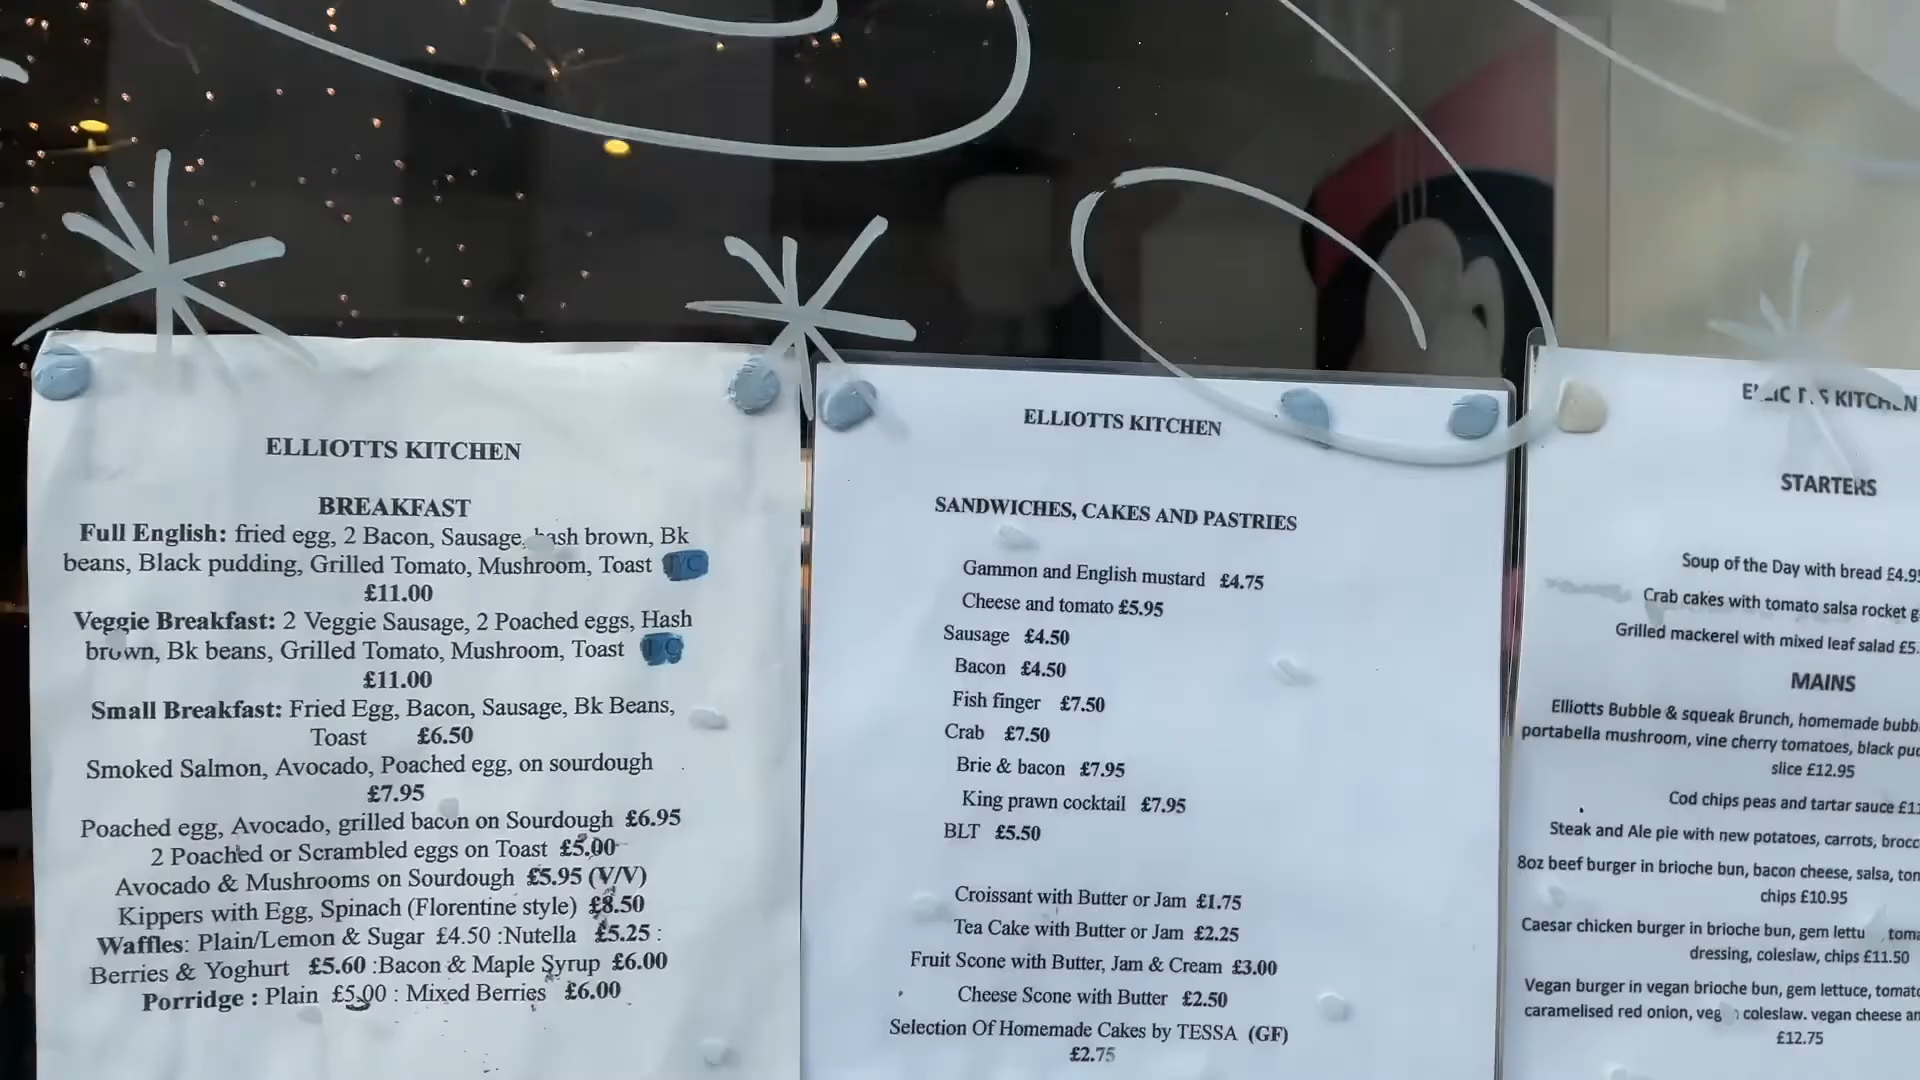 ELLIOTTS KITCHEN
BREAKFAST
Full English: fried egg, 2 Bacon, Sausage, hash brown, Bk
beans, Black pudding, Grilled Tomato, Mushroom, Toast T/C
£11.00
Veggie Breakfast: 2 Veggie Sausage, 2 Poached eggs, Hash
brown, Bk beans, Grilled Tomato, Mushroom, Toast T/C
£11.00
Small Breakfast: Fried Egg, Bacon, Sausage, Bk Beans,
Toast £6.50
Smoked Salmon, Avocado, Poached egg, on sourdough
£7.95
Poached egg, Avocado, grilled bacon on Sourdough £6.95
2 Poached or Scrambled eggs on Toast £5.00
Avocado & Mushrooms on Sourdough £5.95 (V/V)
Kippers with Egg, Spinach (Florentine style) £8.50
Waffles: Plain/Lemon & Sugar £4.50 :Nutella £5.25 :
Berries & Yoghurt £5.60 :Bacon & Maple Syrup £6.00
Porridge : Plain £5.00 : Mixed Berries £6.00
ELLIOTTS KITCHEN
SANDWICHES, CAKES AND PASTRIES
Gammon and English mustard £4.75
Cheese and tomato £5.95
Sausage £4.50
Bacon £4.50
Fish finger £7.50
Crab £7.50
Brie & bacon £7.95
King prawn cocktail £7.95
BLT £5.50
Croissant with Butter or Jam £1.75
Tea Cake with Butter or Jam £2.25
Fruit Scone with Butter, Jam & Cream £3.00
Cheese Scone with Butter £2.50
Selection Of Homemade Cakes by TESSA (GF)
£2.75
KITCHEN
STARTERS
Soup of the Day with bread £4.95
Crab cakes with tomato salsa rocket
Grilled mackerel with mixed leaf salad £5.
MAINS
Elliotts Bubble & squeak Brunch, homemade
portabella mushroom, vine cherry tomatoes, black
slice £12.95
Cod chips peas and tartar sauce
Steak and Ale pie with new potatoes, carrots,
8oz beef burger in brioche bun, bacon cheese, salsa,
chips £10.95
Caesar chicken burger in brioche bun, gem
dressing, coleslaw, chips £11.50
Vegan burger in vegan brioche bun, gem lettuce,
caramelised red onion, coleslaw. vegan cheese
£12.75